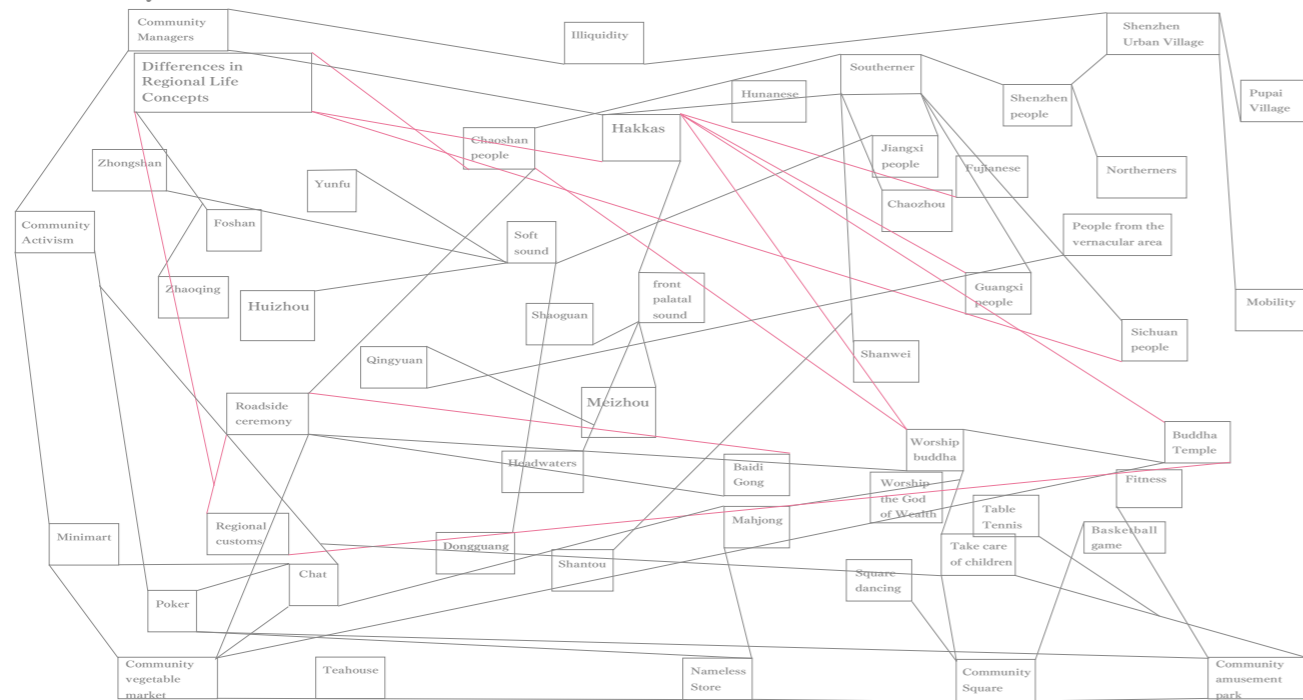 Community
Managers
Illiquidity
Shenzhen
Urban Village
Differences in
Regional Life
Concepts
Southerner
Hunanese
Shenzhen
people
Pupai
Village
Hakkas
Chaoshan
people
Jiangxi
people
Zhongshan
Fujianese
Northerners
Yunfu
Chaozhou
Community
Activism
Foshan
Soft
sound
People from the
vernacular area
Zhaoqing
Huizhou
front
palatal
sound
Guangxi
people
Mobility
Shaoguan
Sichuan
people
Qingyuan
Shanwei
Meizhou
Roadside
ceremony
Buddha
Temple
Worship
buddha
Headwaters
Baidi
Gong
Worship
the God
of Wealth
Fitness
Regional
customs
Mahjong
Table
Tennis
Minimart
Basketball
game
Dongguang
Take care
of children
Shantou
Chat
Square
dancing
Poker
Community
vegetable
market
Teahouse
Nameless
Store
Community
Square
Community
amusement
park